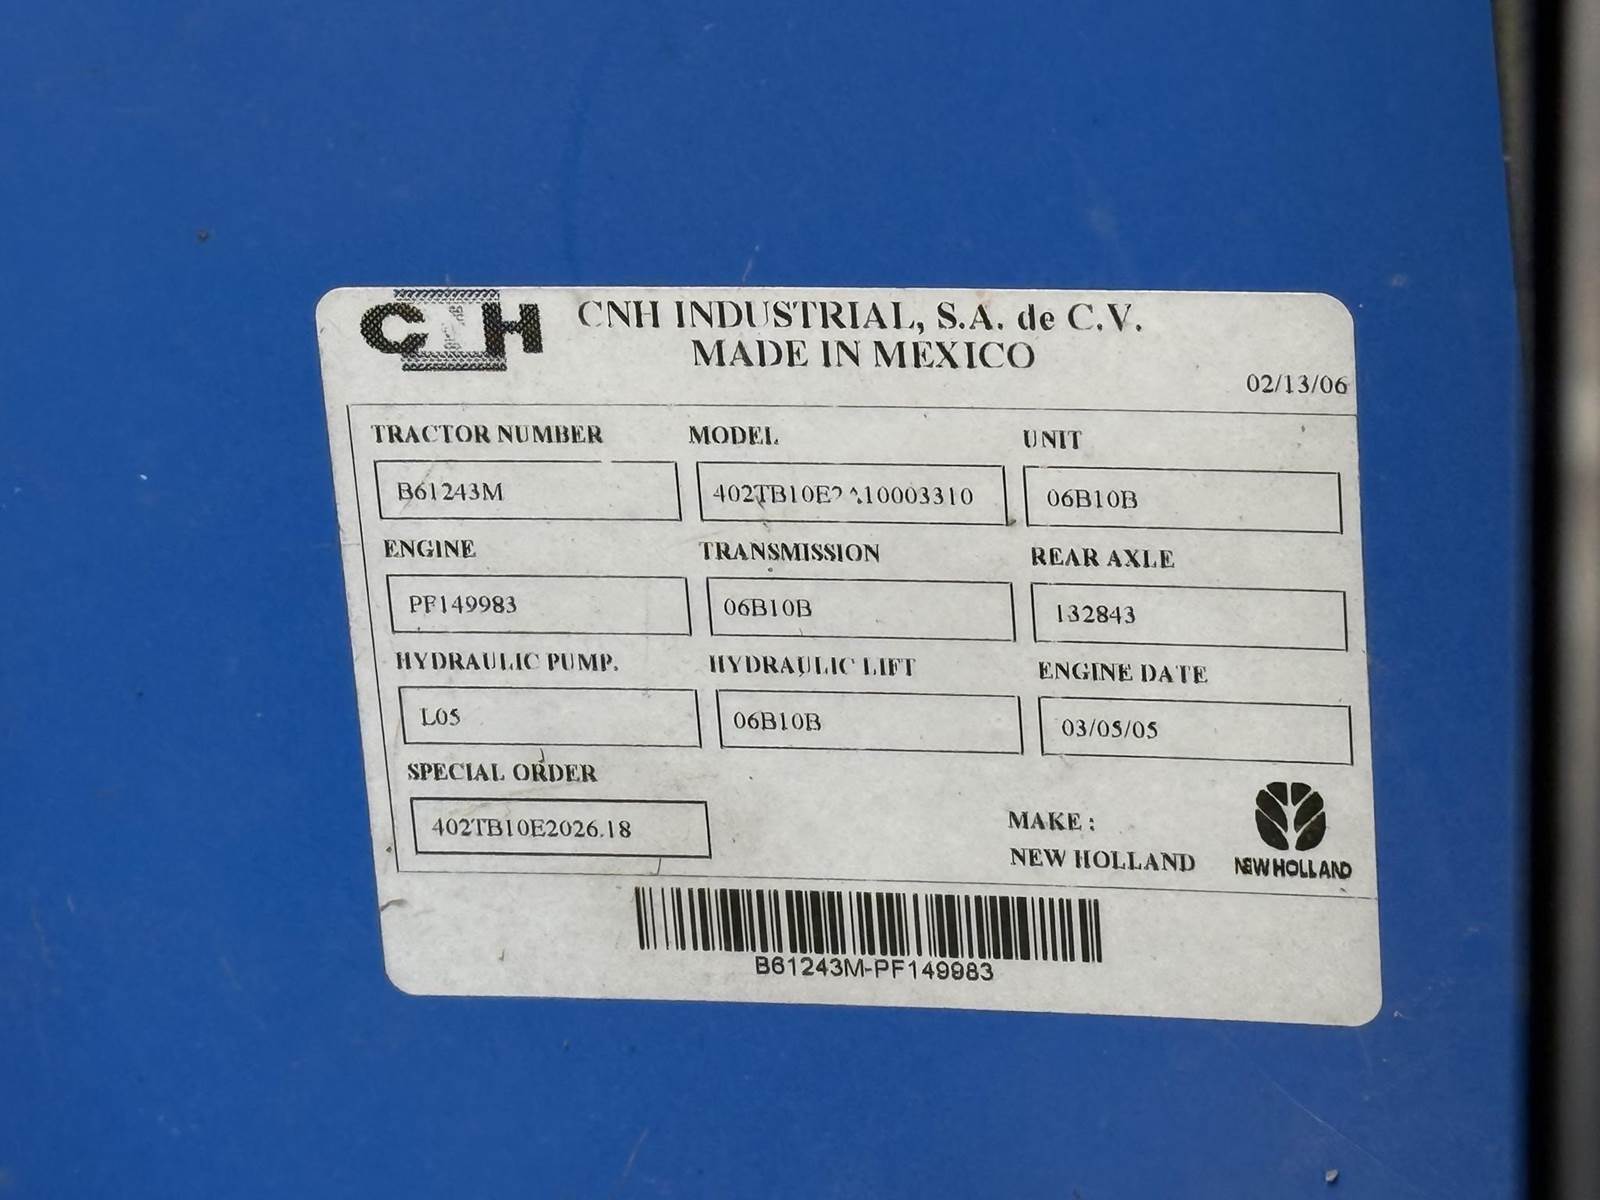 CNH CNH INDUSTRIAL, S.A. de C.V.
MADE IN MEXICO
02/13/06
TRACTOR NUMBER MODEL UNIT
B61243M 06B10B
ENGINE TRANSMISSION REAR AXLE
PF149983 06B10B 132843
HYDRAULIC PUMP. HYDRAULIC LIFT ENGINE DATE
L05 06B10B 03/05/05
SPECIAL ORDER
402TB10E2026.18
MAKE :
NEW HOLLAND
NEW HOLLAND
B61243M-PF149983